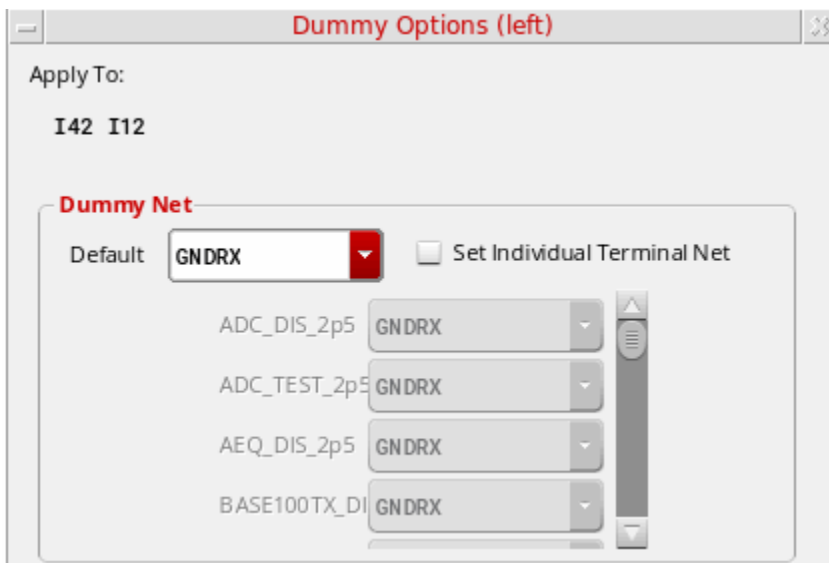 Dummy Options (left)
Apply To:
I42 I12
Dummy Net
Default GNDRX Set Individual Terminal Net
ADC_DIS_2p5 GNDRX
ADC_TEST_2p5 GNDRX
AEQ_DIS_2p5 GNDRX
BASE100TX_DI GNDRX